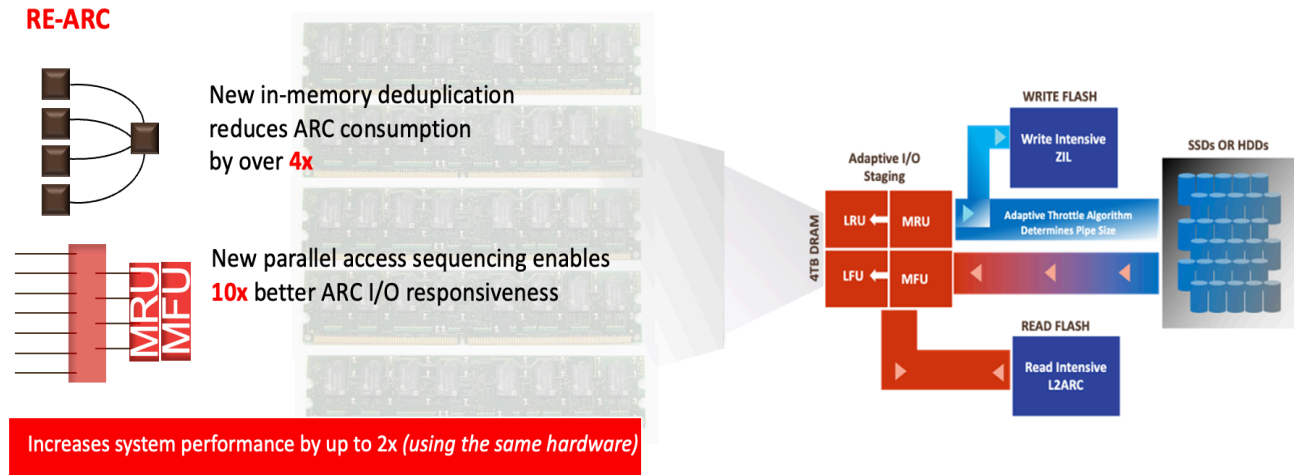 RE-ARC
New in-memory deduplication
reduces ARC consumption
by over 4x
MRU
MFU
New parallel access sequencing enables
10x better ARC I/O responsiveness
Increases system performance by up to 2x (using the same hardware)
WRITE FLASH
Write Intensive
ZIL
SSDs OR HDDs
Adaptive I/O
Staging
4TB DRAM
LRU
MRU
Adaptive Throttle Algorithm
Determines Pipe Size
LFU
MFU
READ FLASH
Read Intensive
L2ARC